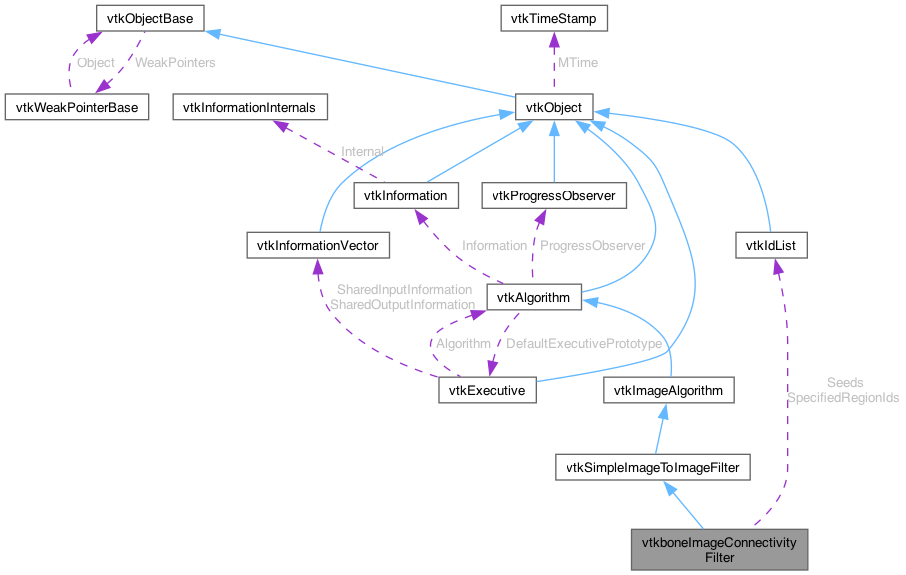 vtkObjectBase
vtkTimeStamp
Object
WeakPointers
MTime
vtkWeakPointerBase
vtkInformationInternals
vtkObject
Internal
vtkInformation
vtkProgressObserver
vtkInformationVector
Information
ProgressObserver
vtkIdList
SharedInputInformation
SharedOutputInformation
vtkAlgorithm
Algorithm
DefaultExecutivePrototype
vtkExecutive
vtkImageAlgorithm
Seeds
SpecifiedRegionIds
vtkSimpleImageToImageFilter
vtkboneImageConnectivity
Filter